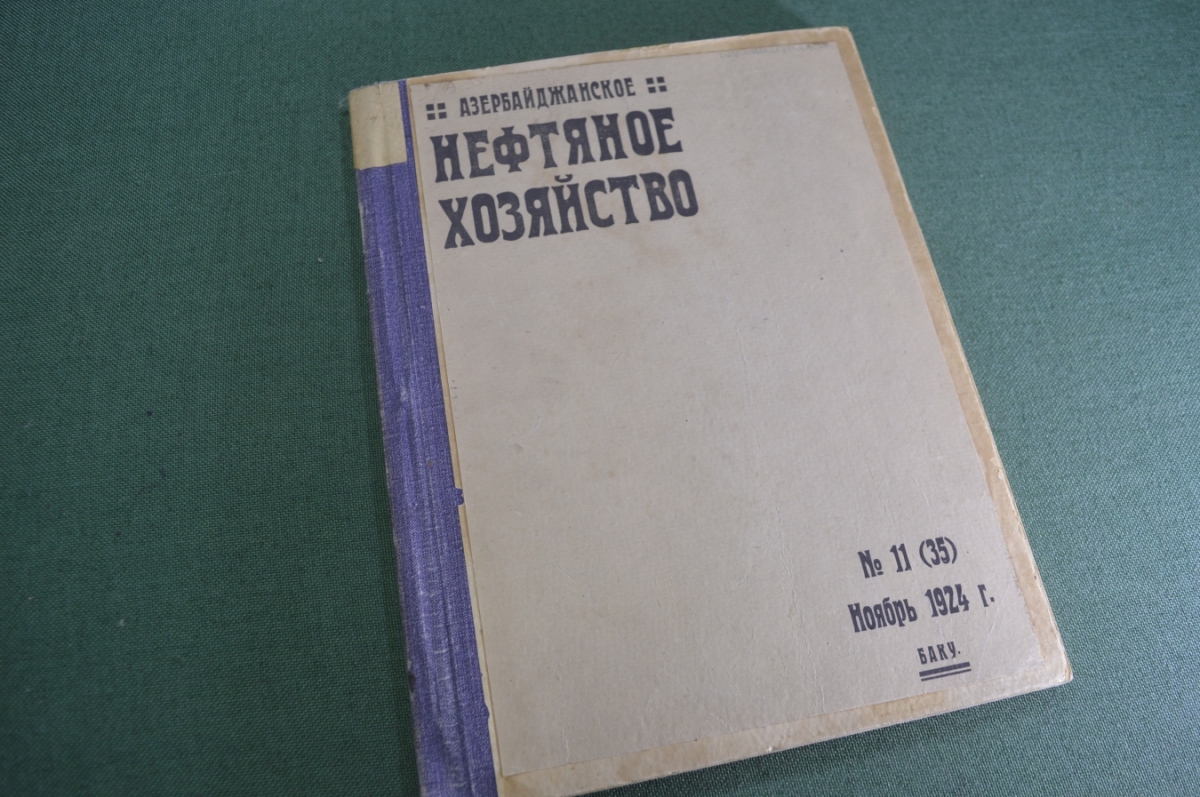 АЗЕРБАЙДЖАНСКОЕ
НЕФТЯНОЕ
ХОЗЯЙСТВО
№ 11 (35)
Ноябрь 1924 г.
БАКУ.